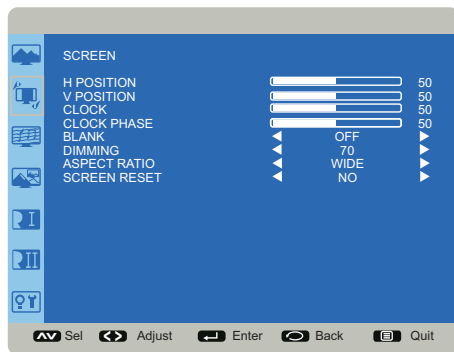 SCREEN
H POSITION 50
V POSITION 50
CLOCK 50
CLOCK PHASE 50
BLANK OFF
DIMMING 70
ASPECT RATIO WIDE
SCREEN RESET NO
I
II
Sel Adjust Enter Back Quit